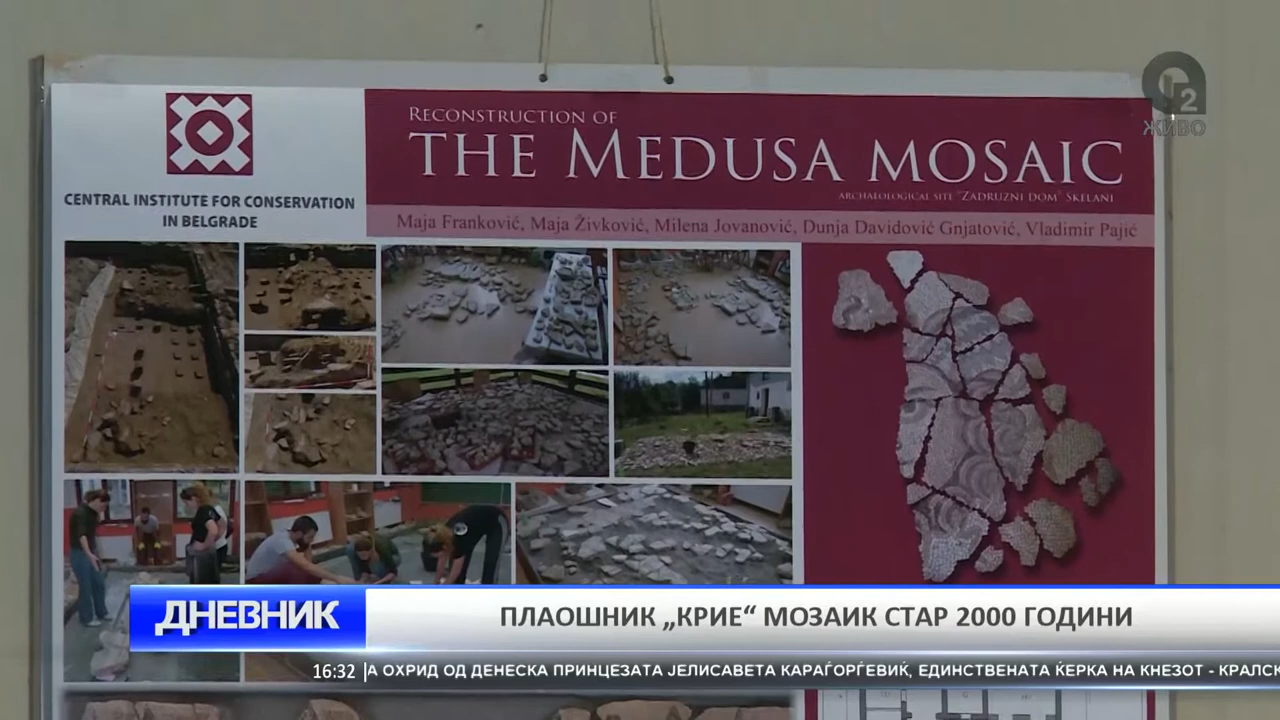 2
ЖИВО
RECONSTRUCTION OF
THE MEDUSA MOSAIC
ARCHAEOLOGICAL SITE "ZADRUZNI DOM" SKELANI
CENTRAL INSTITUTE FOR CONSERVATION
IN BELGRADE
Maja Franković, Maja Živković, Milena Jovanović, Dunja Davidović Gnjatović, Vladimir Pajić
ДНЕВНИК
ПЛАОШНИК „КРИЕ“ МОЗАИК СТАР 2000 ГОДИНИ
16:32 А ОХРИД ОД ДЕНЕСКА ПРИНЦЕЗАТА ЈЕЛИСАВЕТА КАРАЃОРЃЕВИЌ, ЕДИНСТВЕНАТА ЌЕРКА НА КНЕЗОТ - КРАЛСК